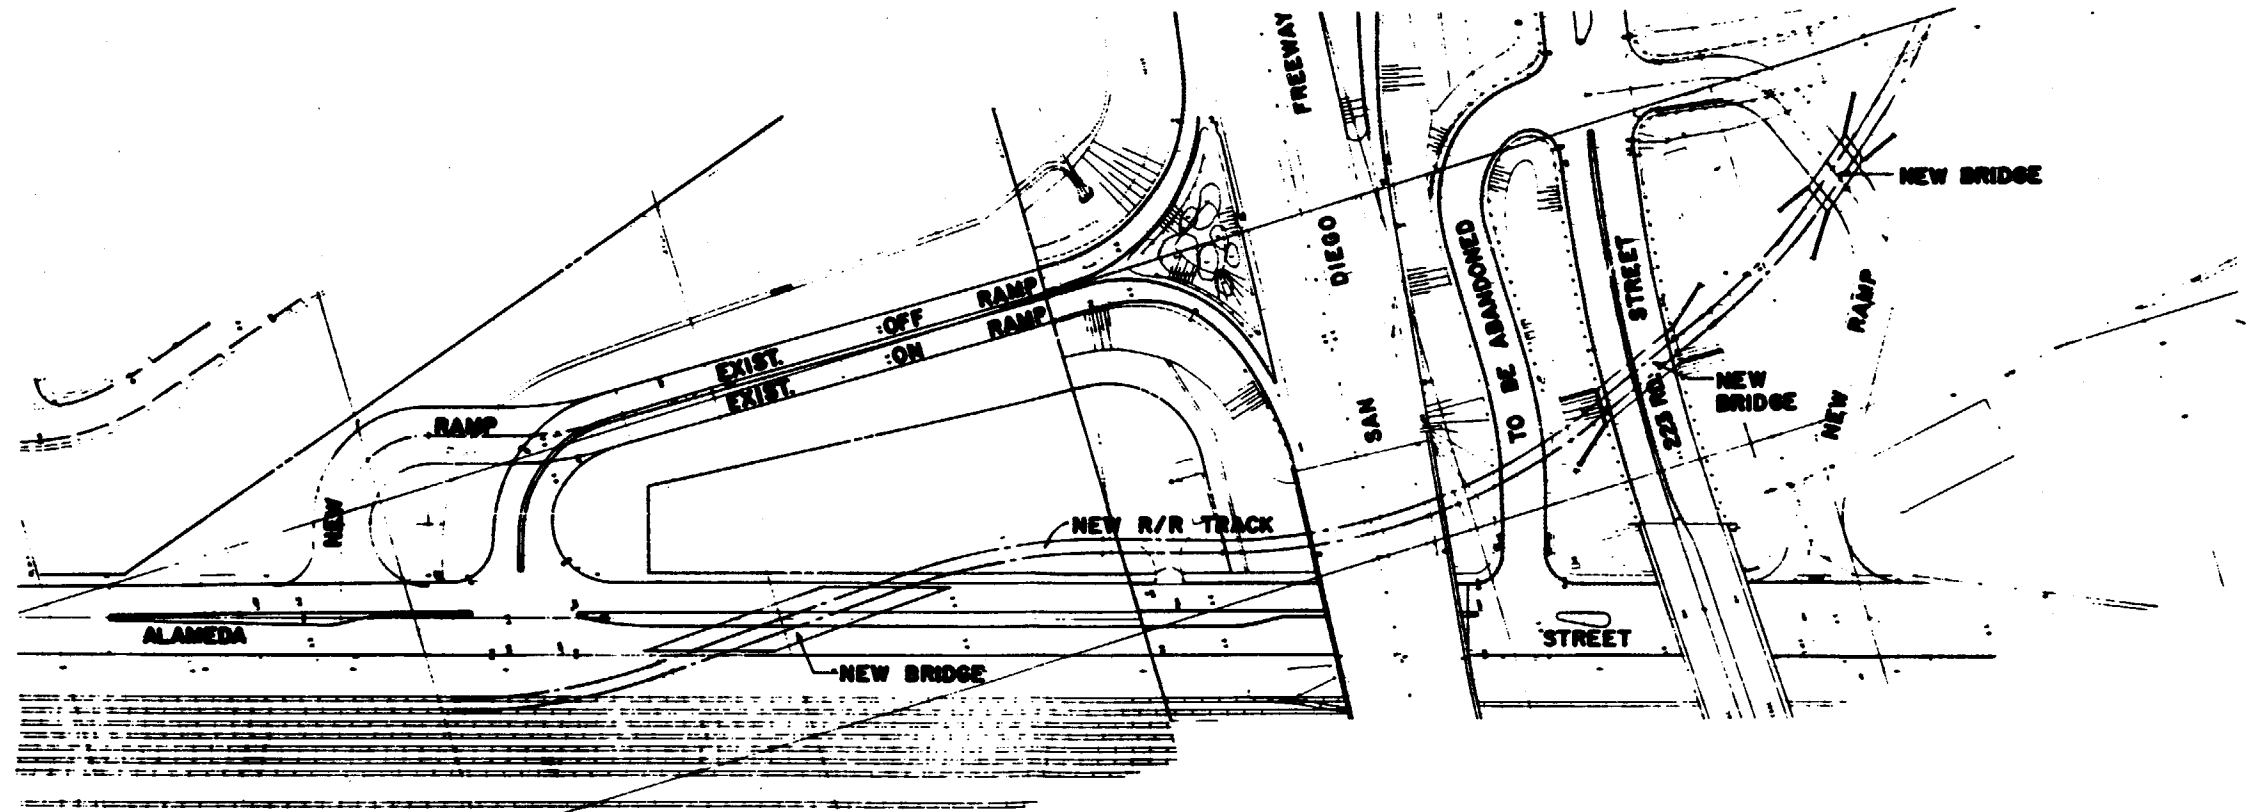 FREEWAY
DIEGO
SAN
NEW BRIDGE
TO BE ABANDONED
STREET
223 RD.
NEW
BRIDGE
NEW RAMP
EXIST. :OFF RAMP
EXIST. :ON RAMP
NEW RAMP
NEW R/R TRACK
ALAMEDA
STREET
NEW BRIDGE